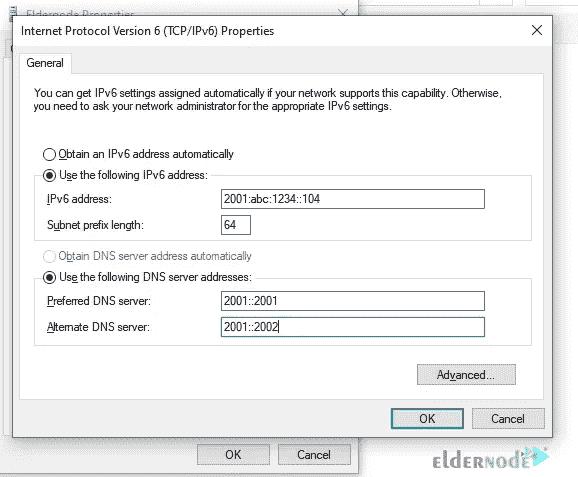 Eldernode Properties
Internet Protocol Version 6 (TCP/IPv6) Properties
General
You can get IPv6 settings assigned automatically if your network supports this capability. Otherwise,
you need to ask your network administrator for the appropriate IPv6 settings.
Obtain an IPv6 address automatically
Use the following IPv6 address:
IPv6 address: 2001:abc:1234::104
Subnet prefix length: 64
Obtain DNS server address automatically
Use the following DNS server addresses:
Preferred DNS server: 2001::2001
Alternate DNS server: 2001::2002
Advanced...
OK Cancel
OK Cancel
ELDERNODE